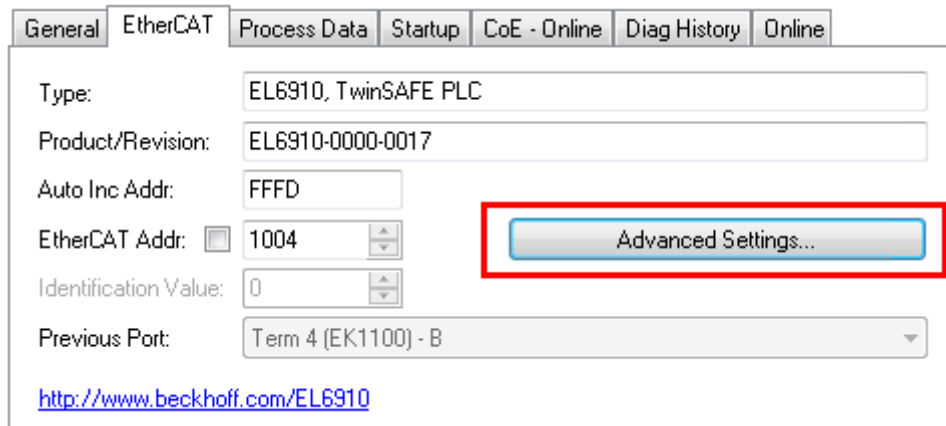 General EtherCAT Process Data Startup CoE - Online Diag History Online
Type: EL6910, TwinSAFE PLC
Product/Revision: EL6910-0000-0017
Auto Inc Addr: FFFD
EtherCAT Addr: 1004 Advanced Settings...
Identification Value: 0
Previous Port: Term 4 (EK1100) - B
http://www.beckhoff.com/EL6910